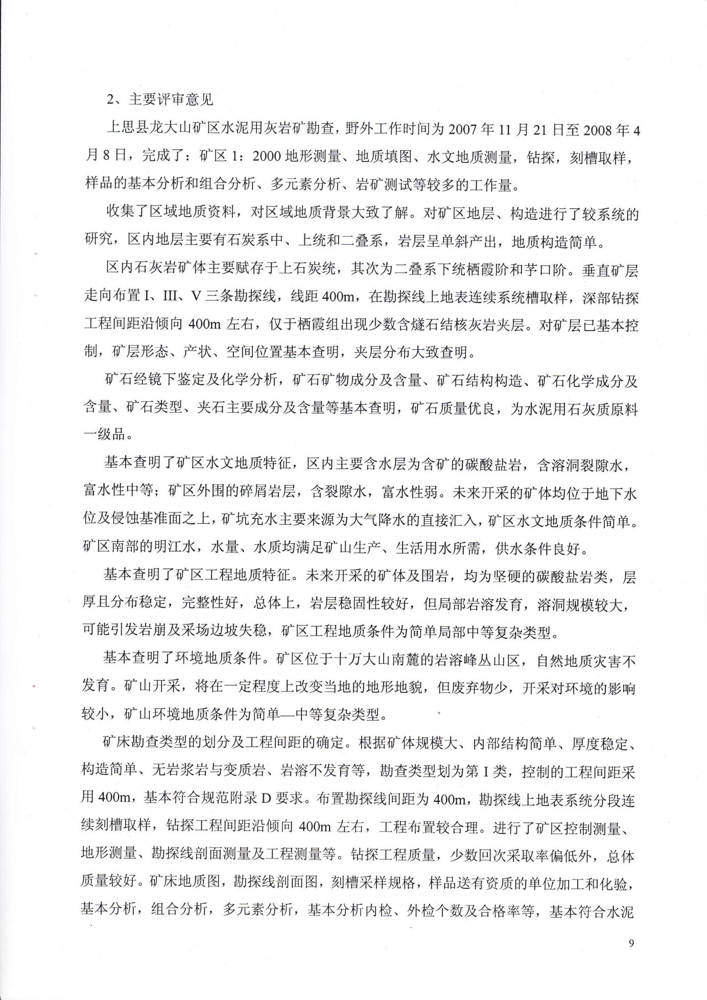 2、主要评审意见
上思县龙大山矿区水泥用灰岩矿勘查，野外工作时间为 2007 年 11 月 21 日至 2008 年 4
月 8 日，完成了：矿区 1：2000 地形测量、地质填图、水文地质测量，钻探，刻槽取样，
样品的基本分析和组合分析、多元素分析、岩矿测试等较多的工作量。
收集了区域地质资料，对区域地质背景大致了解。对矿区地层、构造进行了较系统的
研究，区内地层主要有石炭系中、上统和二叠系，岩层呈单斜产出，地质构造简单。
区内石灰岩矿体主要赋存于上石炭统，其次为二叠系下统栖霞阶和芧口阶。垂直矿层
走向布置 I、III、V 三条勘探线，线距 400m，在勘探线上地表连续系统槽取样，深部钻探
工程间距沿倾向 400m 左右，仅于栖霞组出现少数含燧石结核灰岩夹层。对矿层已基本控
制，矿层形态、产状、空间位置基本查明，夹层分布大致查明。
矿石经镜下鉴定及化学分析，矿石矿物成分及含量、矿石结构构造、矿石化学成分及
含量、矿石类型、夹石主要成分及含量等基本查明，矿石质量优良，为水泥用石灰质原料
一级品。
基本查明了矿区水文地质特征，区内主要含水层为含矿的碳酸盐岩，含溶洞裂隙水，
富水性中等；矿区外围的碎屑岩层，含裂隙水，富水性弱。未来开采的矿体均位于地下水
位及侵蚀基准面之上，矿坑充水主要来源为大气降水的直接汇入，矿区水文地质条件简单。
矿区南部的明江水，水量、水质均满足矿山生产、生活用水所需，供水条件良好。
基本查明了矿区工程地质特征。未来开采的矿体及围岩，均为坚硬的碳酸盐岩类，层
厚且分布稳定，完整性好，总体上，岩层稳固性较好，但局部岩溶发育，溶洞规模较大，
可能引发岩崩及采场边坡失稳，矿区工程地质条件为简单局部中等复杂类型。
基本查明了环境地质条件。矿区位于十万大山南麓的岩溶峰丛山区，自然地质灾害不
发育。矿山开采，将在一定程度上改变当地的地形地貌，但废弃物少，开采对环境的影响
较小，矿山环境地质条件为简单—中等复杂类型。
矿床勘查类型的划分及工程间距的确定。根据矿体规模大、内部结构简单、厚度稳定、
构造简单、无岩浆岩与变质岩、岩溶不发育等，勘查类型划为第 I 类，控制的工程间距采
用 400m，基本符合规范附录 D 要求。布置勘探线间距为 400m，勘探线上地表系统分段连
续刻槽取样，钻探工程间距沿倾向 400m 左右，工程布置较合理。进行了矿区控制测量、
地形测量、勘探线剖面测量及工程测量等。钻探工程质量，少数回次采取率偏低外，总体
质量较好。矿床地质图，勘探线剖面图，刻槽采样规格，样品送有资质的单位加工和化验，
基本分析，组合分析，多元素分析，基本分析内检、外检个数及合格率等，基本符合水泥
9